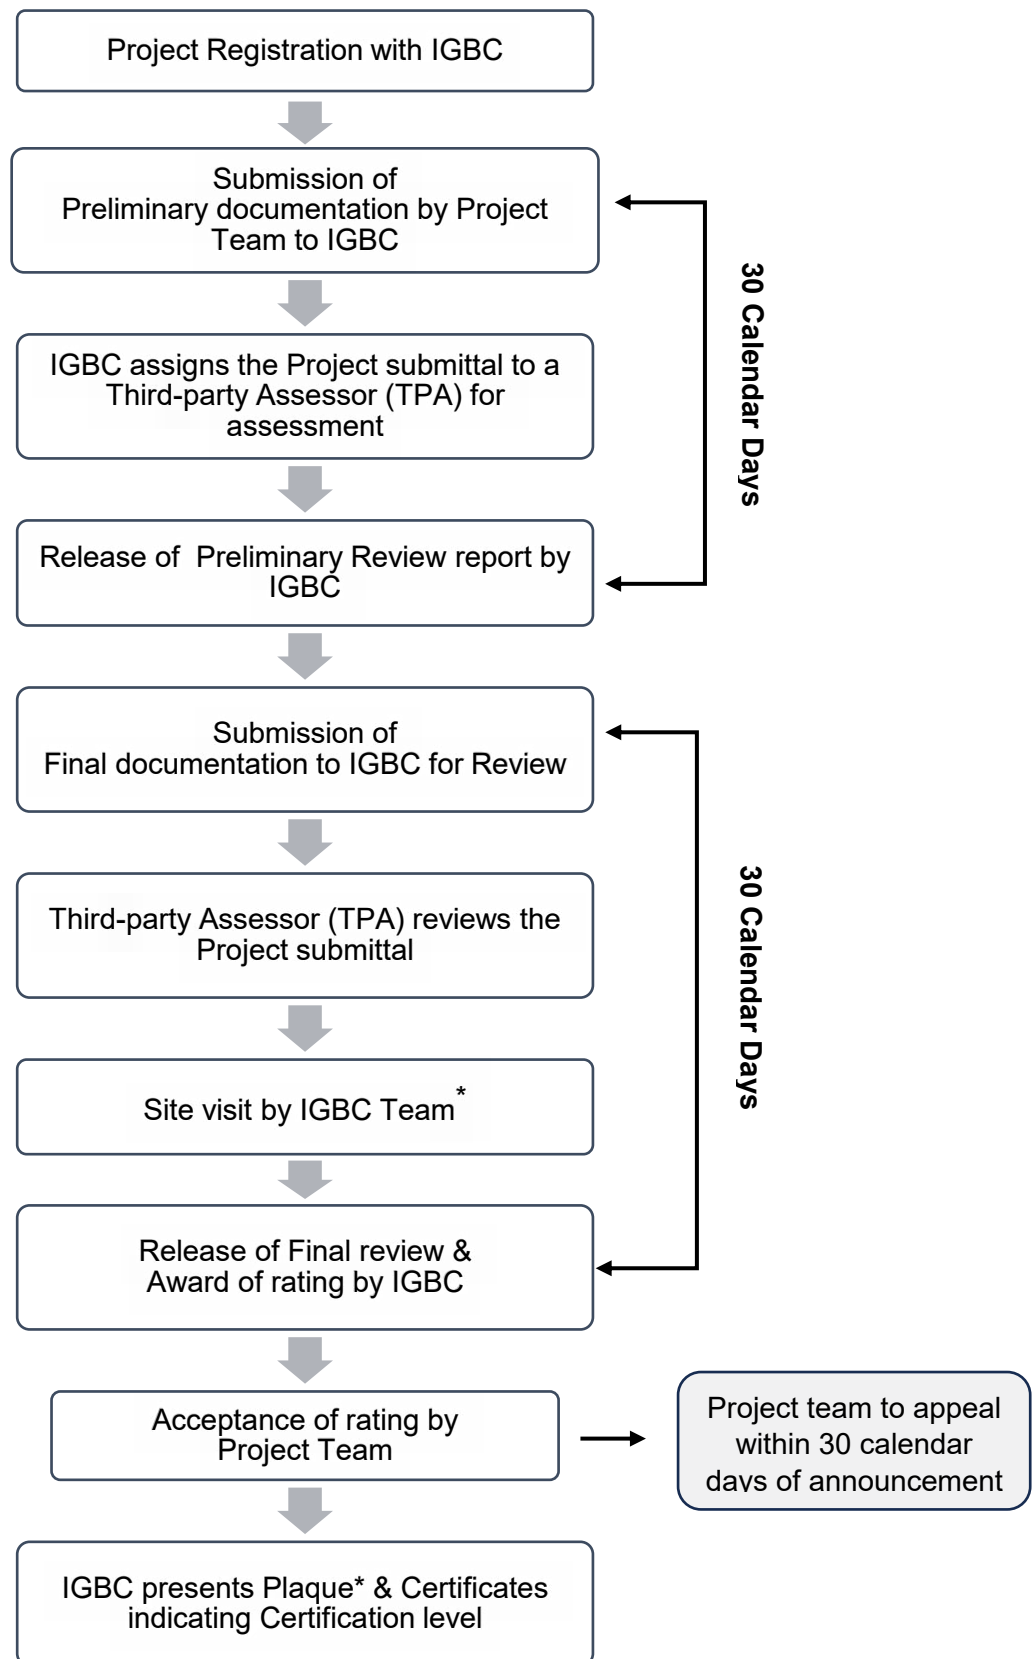 Project Registration with IGBC
Submission of
Preliminary documentation by Project
Team to IGBC
30 Calendar Days
IGBC assigns the Project submittal to a
Third-party Assessor (TPA) for
assessment
Release of  Preliminary Review report by
IGBC
Submission of
Final documentation to IGBC for Review
30 Calendar Days
Third-party Assessor (TPA) reviews the
Project submittal
Site visit by IGBC Team*
Release of Final review &
Award of rating by IGBC
Acceptance of rating by
Project Team
Project team to appeal
within 30 calendar
days of announcement
IGBC presents Plaque* & Certificates
indicating Certification level